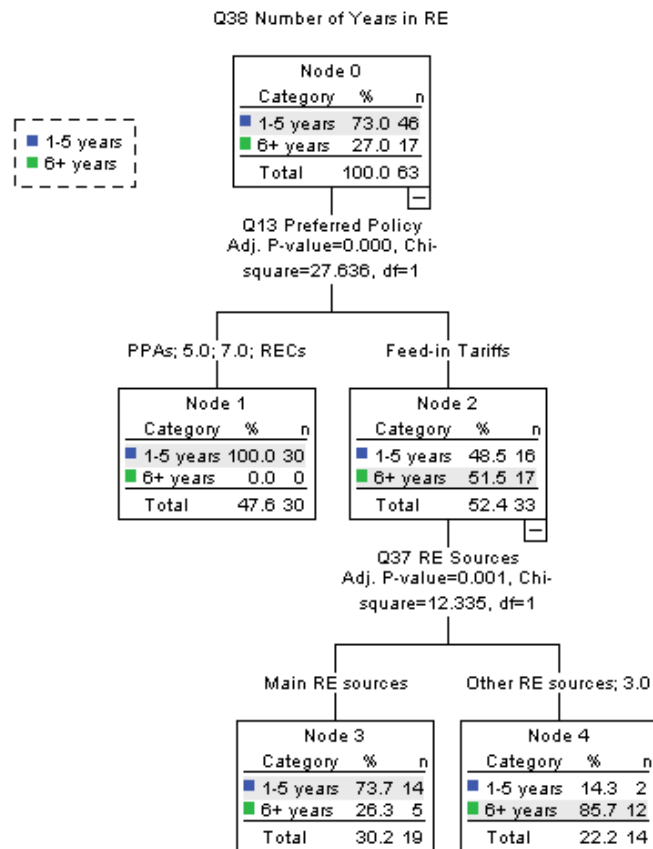 Q38 Number of Years in RE
1-5 years
6+ years
Node 0
Category % n
1-5 years 73.0 46
6+ years 27.0 17
Total 100.0 63
Q13 Preferred Policy
Adj. P-value=0.000, Chi-
square=27.636, df=1
PPAs; 5.0; 7.0; RECs
Feed-in Tariffs
Node 1
Category % n
1-5 years 100.0 30
6+ years 0.0 0
Total 47.6 30
Node 2
Category % n
1-5 years 48.5 16
6+ years 51.5 17
Total 52.4 33
Q37 RE Sources
Adj. P-value=0.001, Chi-
square=12.335, df=1
Main RE sources
Other RE sources; 3.0
Node 3
Category % n
1-5 years 73.7 14
6+ years 26.3 5
Total 30.2 19
Node 4
Category % n
1-5 years 14.3 2
6+ years 85.7 12
Total 22.2 14